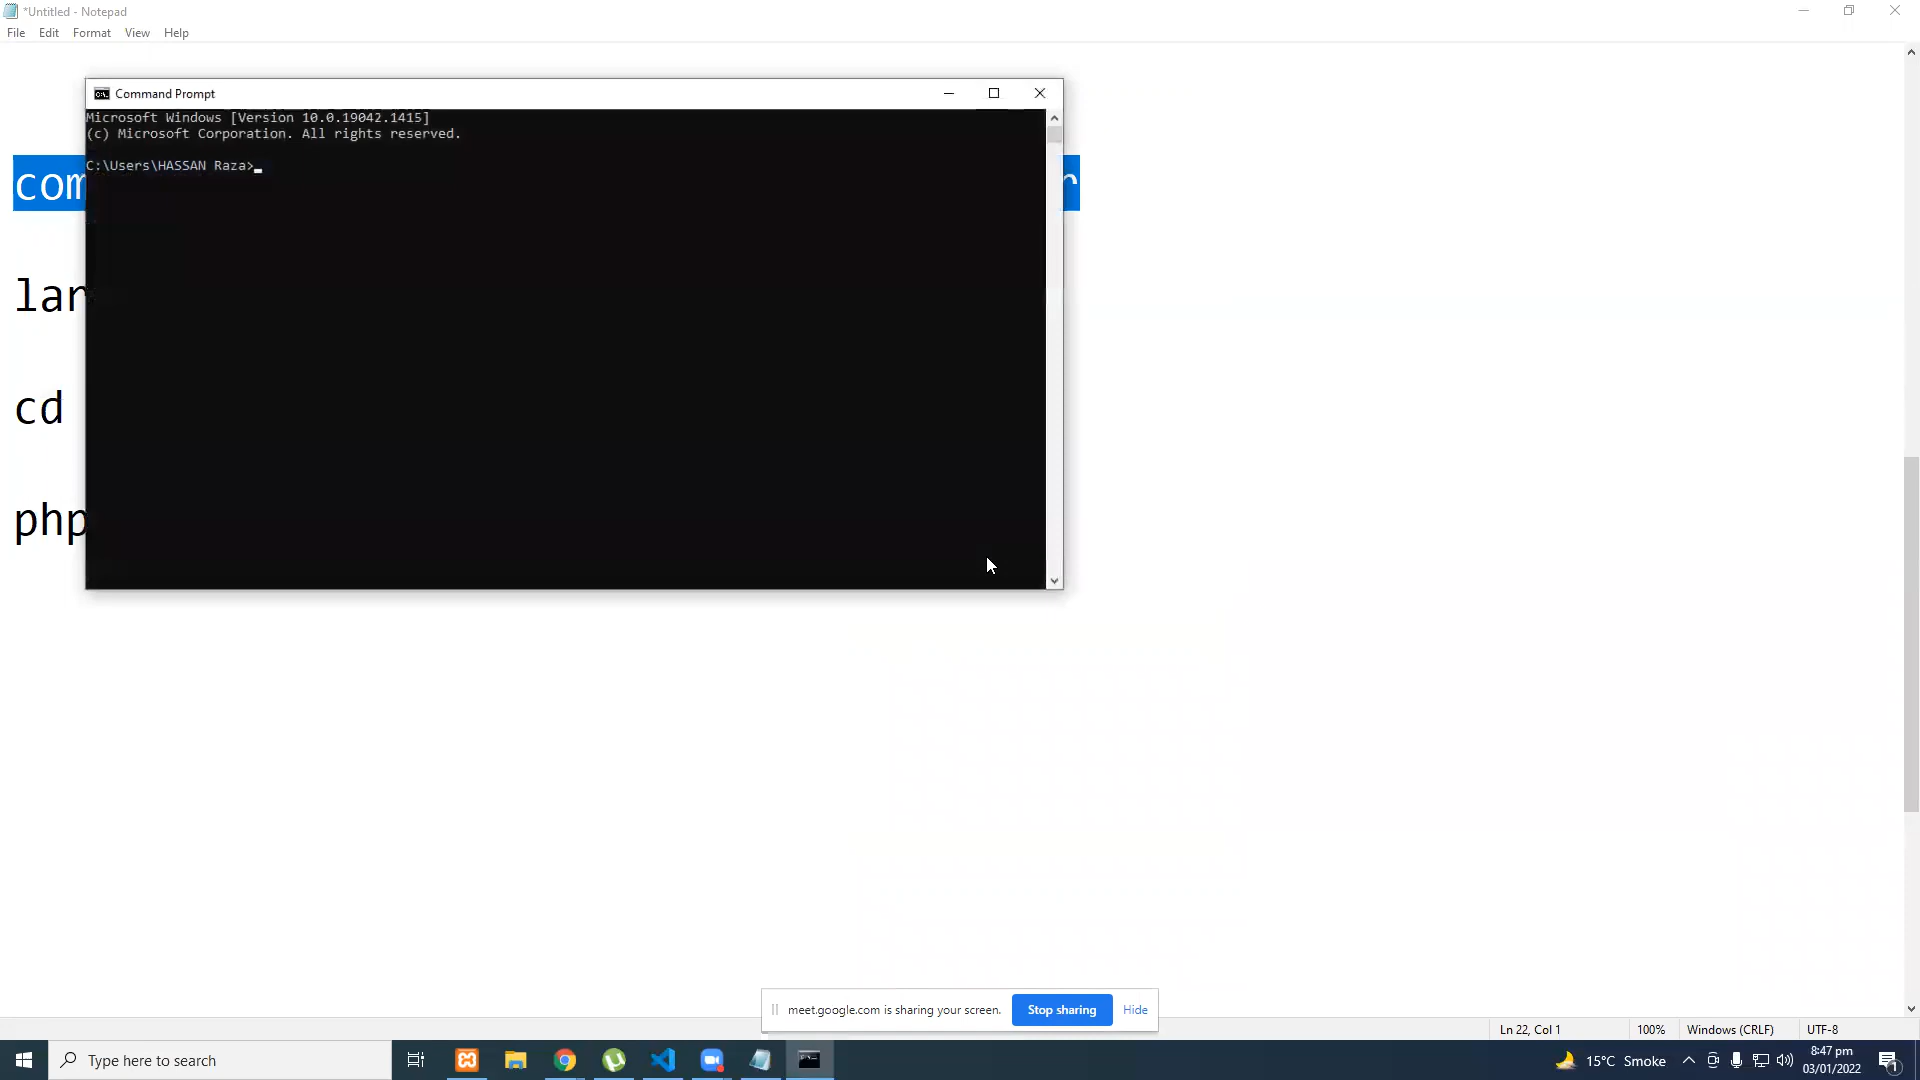 *Untitled - Notepad
File Edit Format View Help
Command Prompt
Microsoft Windows [Version 10.0.19042.1415]
(c) Microsoft Corporation. All rights reserved.
C:\Users\HASSAN Raza>
com
lar
cd
php
meet.google.com is sharing your screen. Stop sharing Hide
Ln 22, Col 1 100% Windows (CRLF) UTF-8
Type here to search
15°C Smoke
8:47 pm
03/01/2022
1